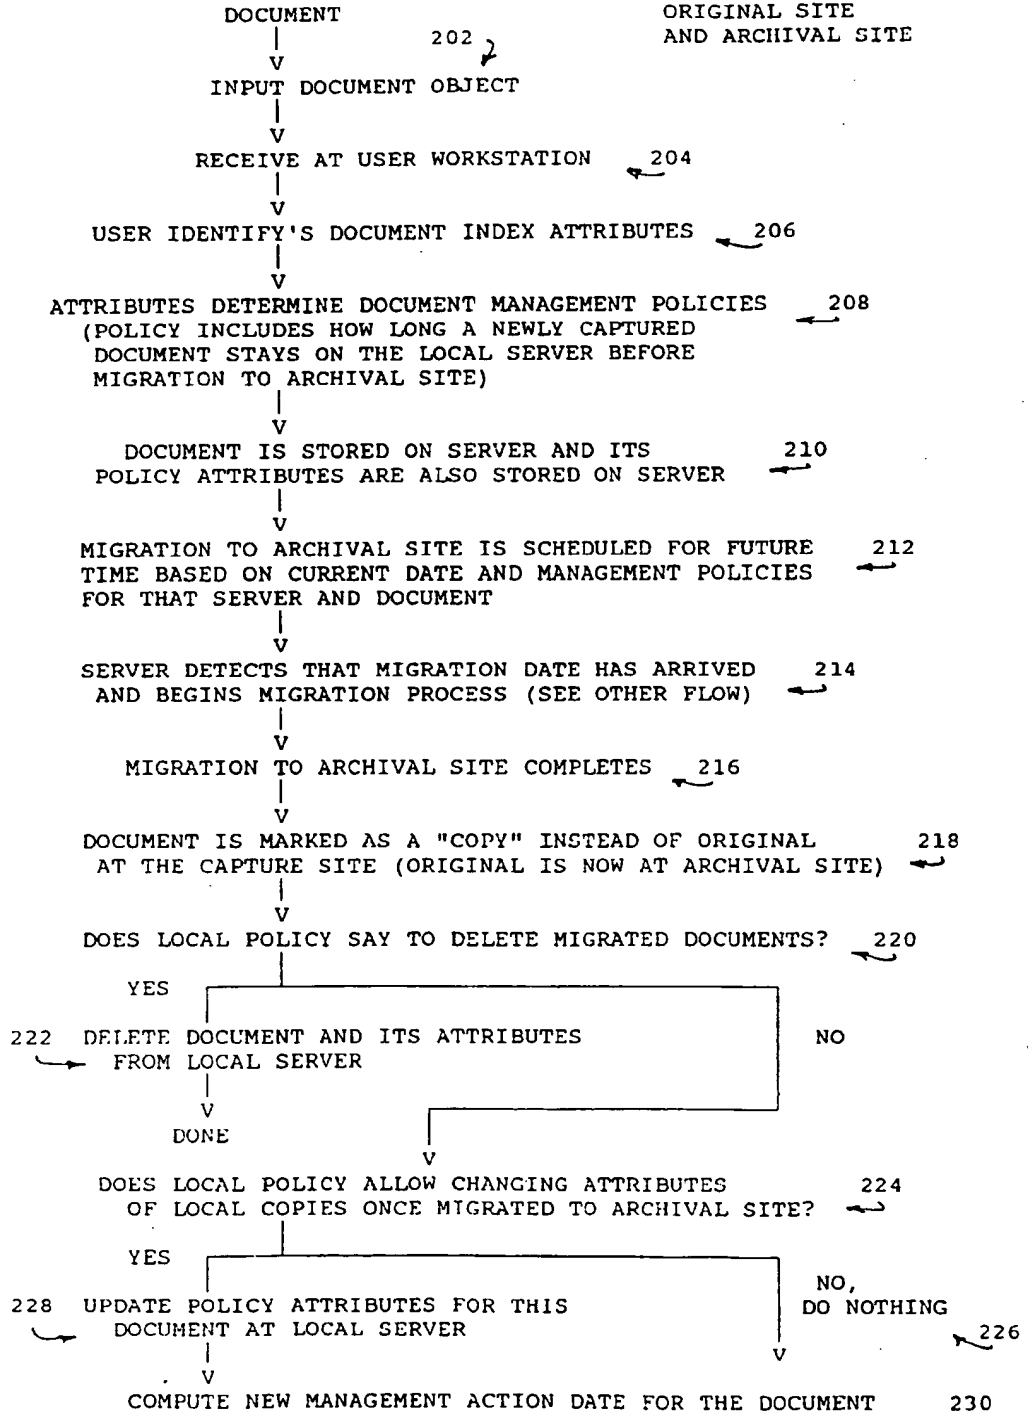 DOCUMENT
ORIGINAL SITE
AND ARCHIVAL SITE
202
INPUT DOCUMENT OBJECT
RECEIVE AT USER WORKSTATION 204
USER IDENTIFY'S DOCUMENT INDEX ATTRIBUTES 206
ATTRIBUTES DETERMINE DOCUMENT MANAGEMENT POLICIES 208
(POLICY INCLUDES HOW LONG A NEWLY CAPTURED
DOCUMENT STAYS ON THE LOCAL SERVER BEFORE
MIGRATION TO ARCHIVAL SITE)
DOCUMENT IS STORED ON SERVER AND ITS 210
POLICY ATTRIBUTES ARE ALSO STORED ON SERVER
MIGRATION TO ARCHIVAL SITE IS SCHEDULED FOR FUTURE 212
TIME BASED ON CURRENT DATE AND MANAGEMENT POLICIES
FOR THAT SERVER AND DOCUMENT
SERVER DETECTS THAT MIGRATION DATE HAS ARRIVED 214
AND BEGINS MIGRATION PROCESS (SEE OTHER FLOW)
MIGRATION TO ARCHIVAL SITE COMPLETES 216
DOCUMENT IS MARKED AS A "COPY" INSTEAD OF ORIGINAL 218
AT THE CAPTURE SITE (ORIGINAL IS NOW AT ARCHIVAL SITE)
DOES LOCAL POLICY SAY TO DELETE MIGRATED DOCUMENTS? 220
YES
222 DELETE DOCUMENT AND ITS ATTRIBUTES NO
FROM LOCAL SERVER
DONE
DOES LOCAL POLICY ALLOW CHANGING ATTRIBUTES 224
OF LOCAL COPIES ONCE MIGRATED TO ARCHIVAL SITE?
YES
NO,
228 UPDATE POLICY ATTRIBUTES FOR THIS DO NOTHING
DOCUMENT AT LOCAL SERVER 226
COMPUTE NEW MANAGEMENT ACTION DATE FOR THE DOCUMENT 230